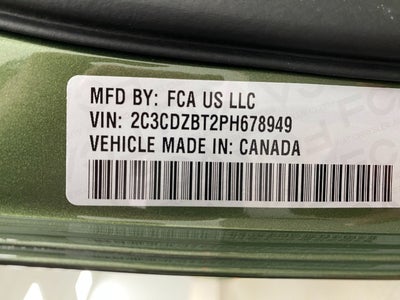 MFD BY: FCA US LLC
VIN: 2C3CDZBT2PH678949
VEHICLE MADE IN: CANADA